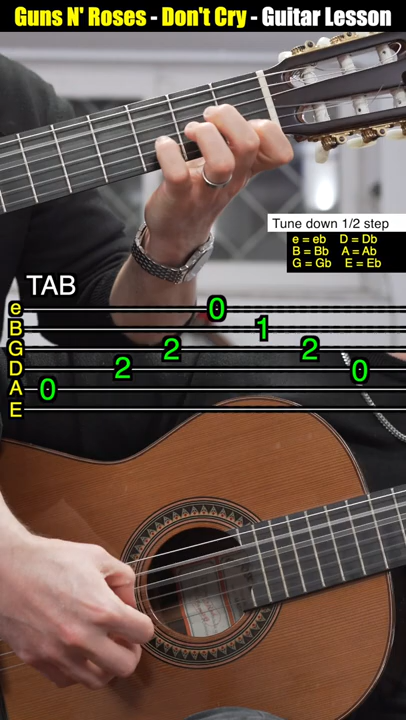 Guns N' Roses - Don't Cry - Guitar Lesson
Tune down 1/2 step
e = eb D = Db
B = Bb A = Ab
G = Gb E = Eb
TAB
e 0
B 1
G 2 2
D 2 0
A 0
E